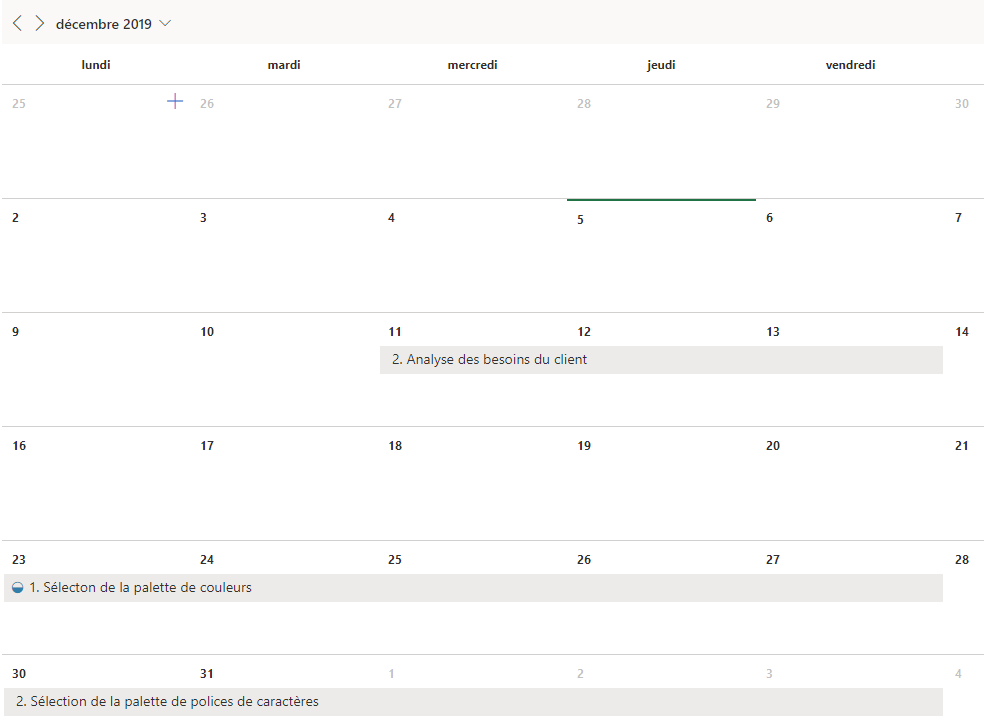 décembre 2019
lundi mardi mercredi jeudi vendredi
25 26 27 28 29 30
2 3 4 5 6 7
9 10 11 12 13 14
2. Analyse des besoins du client
16 17 18 19 20 21
23 24 25 26 27 28
1. Sélecton de la palette de couleurs
30 31 1 2 3 4
2. Sélection de la palette de polices de caractères